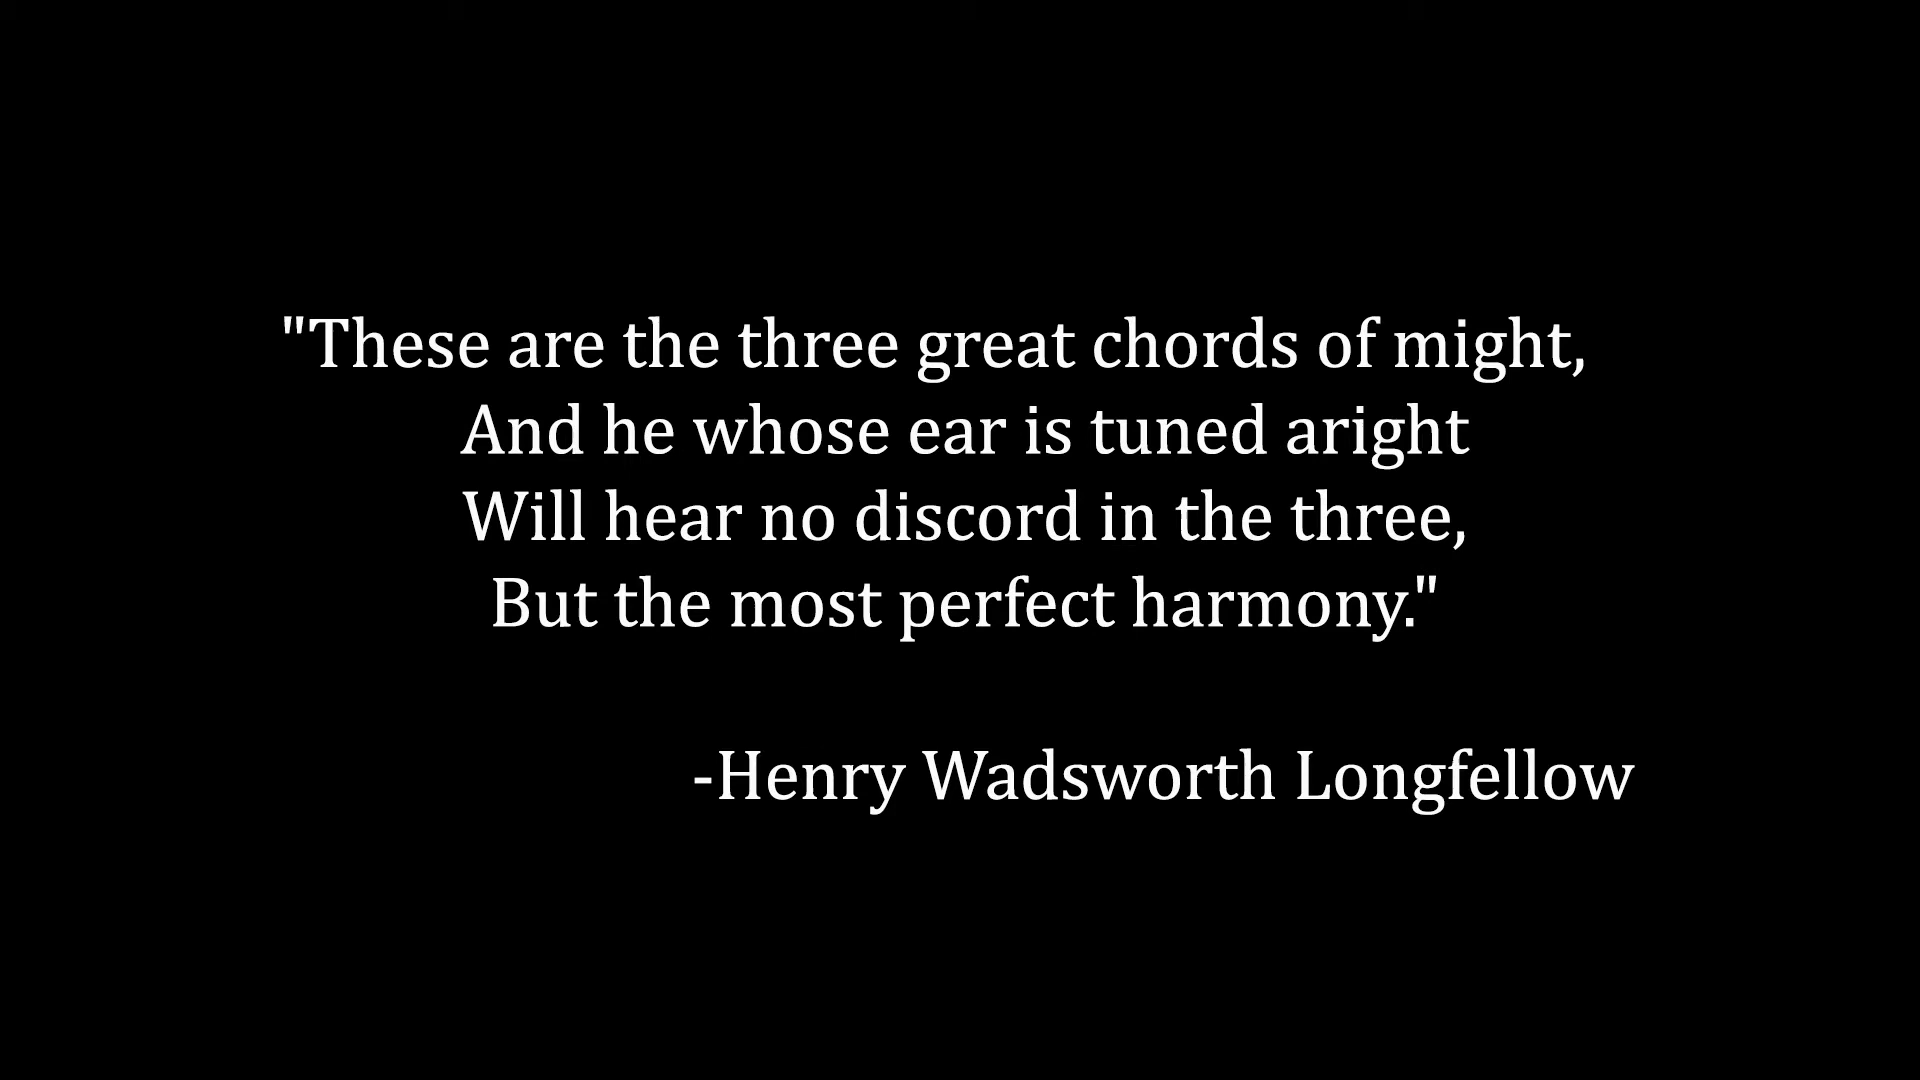 "These are the three great chords of might,
And he whose ear is tuned aright
Will hear no discord in the three,
But the most perfect harmony."
-Henry Wadsworth Longfellow